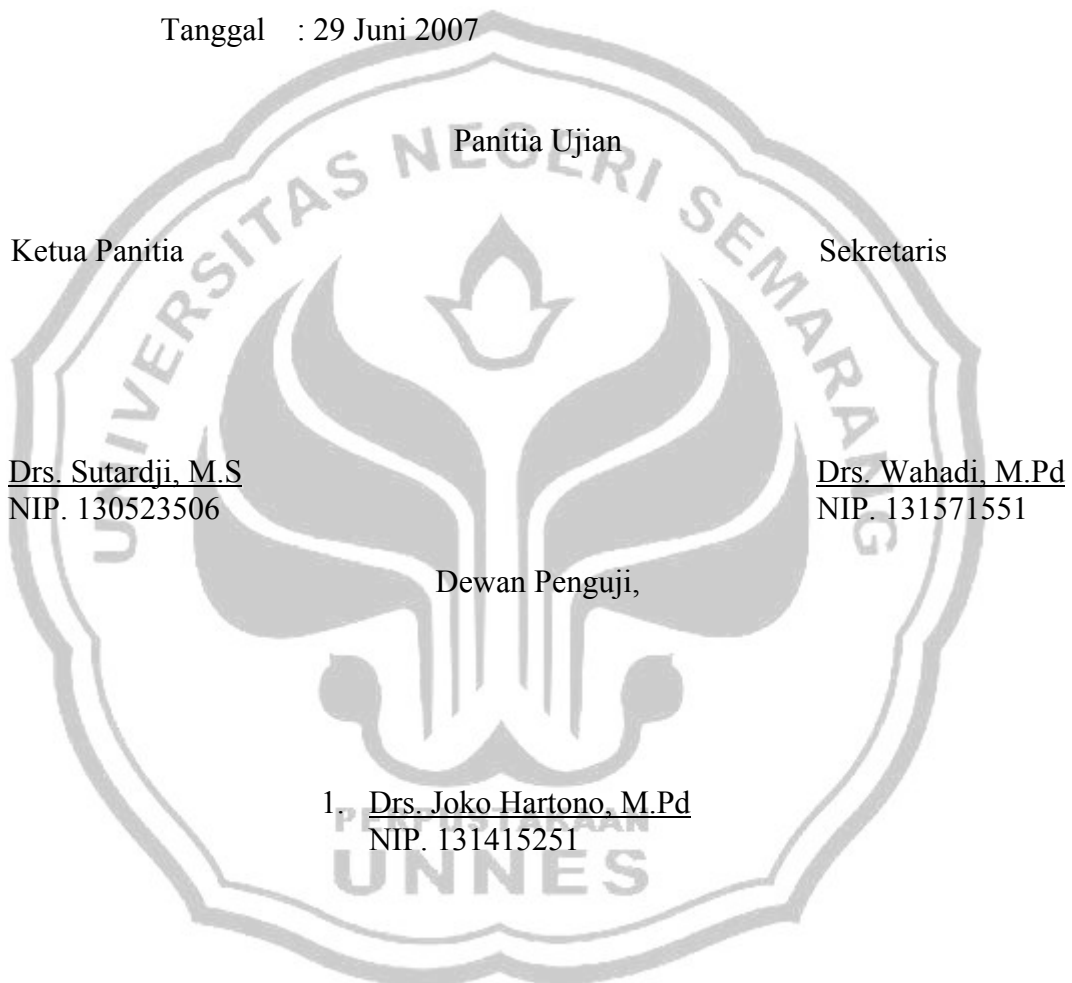 Tanggal : 29 Juni 2007
Panitia Ujian
Ketua Panitia
Sekretaris
Drs. Sutardji, M.S
NIP. 130523506
Drs. Wahadi, M.Pd
NIP. 131571551
Dewan Penguji,
1. Drs. Joko Hartono, M.Pd
NIP. 131415251
UNIVERSITAS NEGERI SEMARANG
PERPUSTAKAAN
UNNES